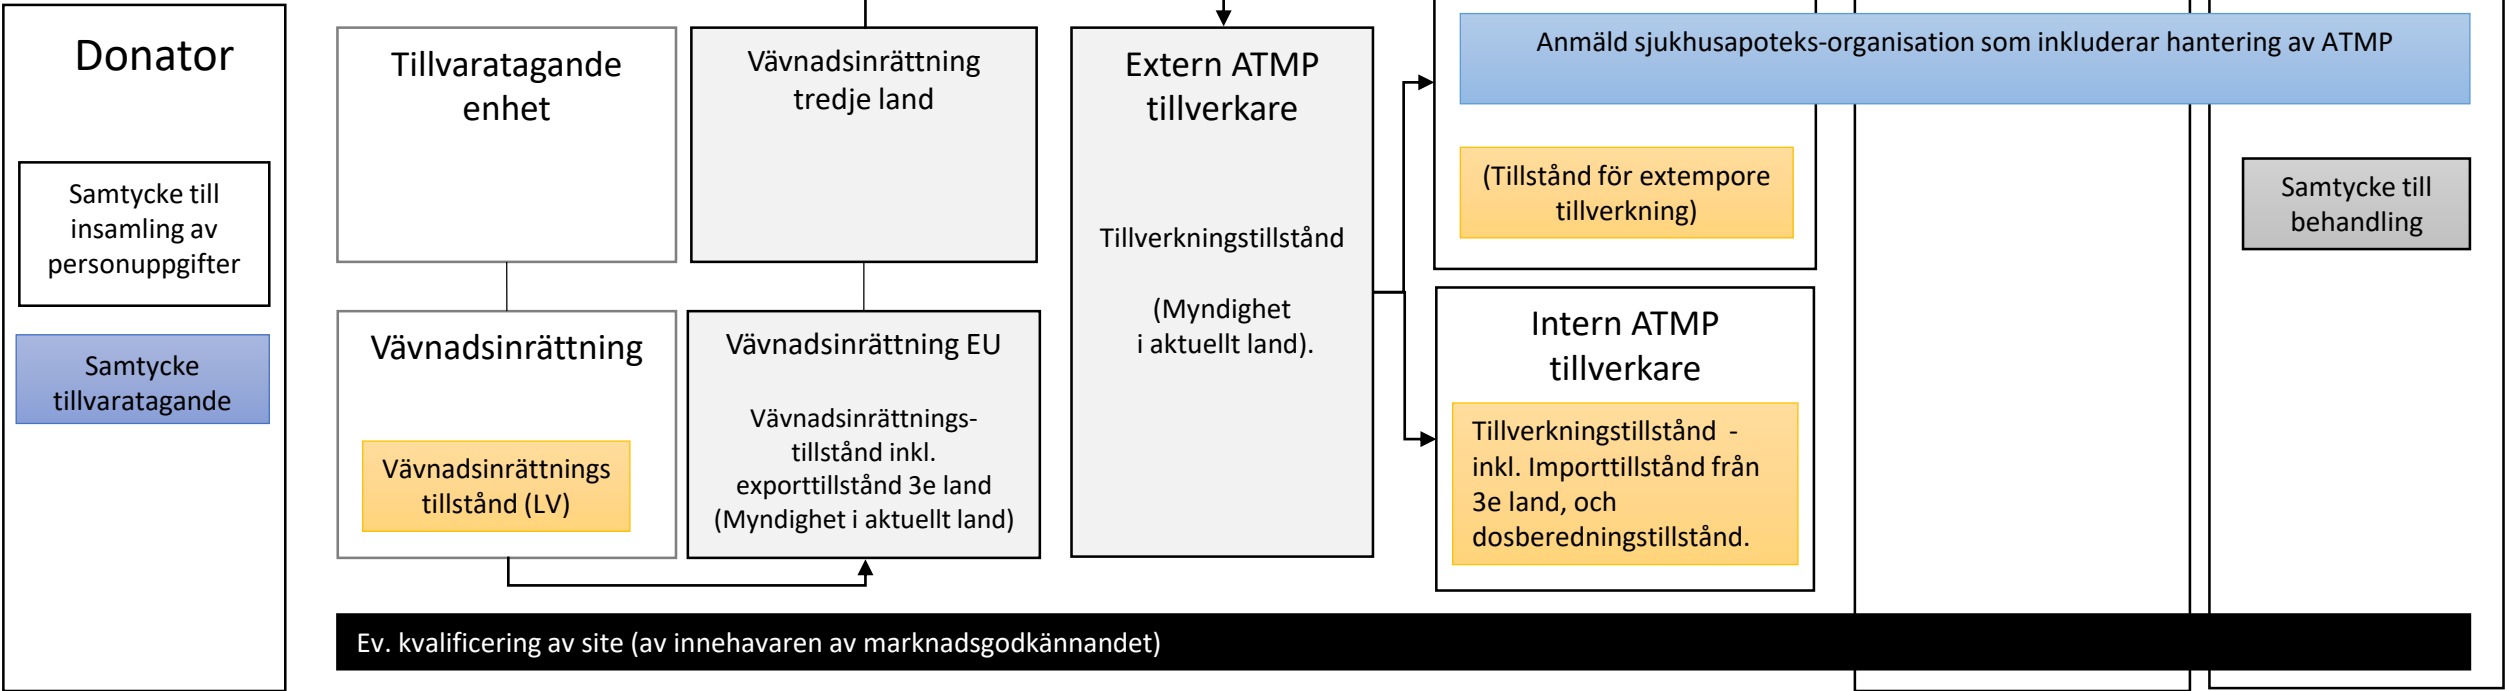 Donator
Samtycke till
insamling av
personuppgifter
Samtycke
tillvaratagande
Tillvaratagande
enhet
Vävnadsinrättning
tredje land
Vävnadsinrättning
Vävnadsinrättnings
tillstånd (LV)
Vävnadsinrättning EU
Vävnadsinrättnings-
tillstånd inkl.
exporttillstånd 3e land
(Myndighet i aktuellt land)
Extern ATMP
tillverkare
Tillverkningstillstånd
(Myndighet
i aktuellt land).
Anmäld sjukhusapoteks-organisation som inkluderar hantering av ATMP
(Tillstånd för extempore
tillverkning)
Intern ATMP
tillverkare
Tillverkningstillstånd -
inkl. Importtillstånd från
3e land, och
dosberedningstillstånd.
Samtycke till
behandling
Ev. kvalificering av site (av innehavaren av marknadsgodkännandet)